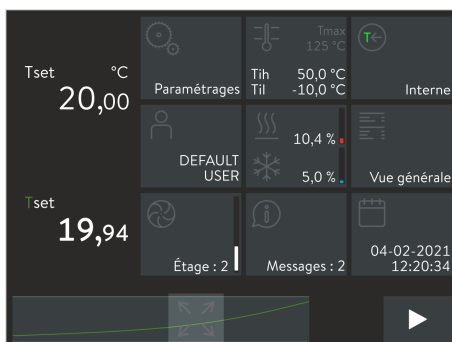 Tset °C
20,00
Tset
19,94
Paramétrages
Tmax
125 °C
Tih 50,0 °C
Til -10,0 °C
T←
Interne
DEFAULT
USER
10,4 %
5,0 %
Vue générale
Étage : 2
Messages : 2
04-02-2021
12:20:34